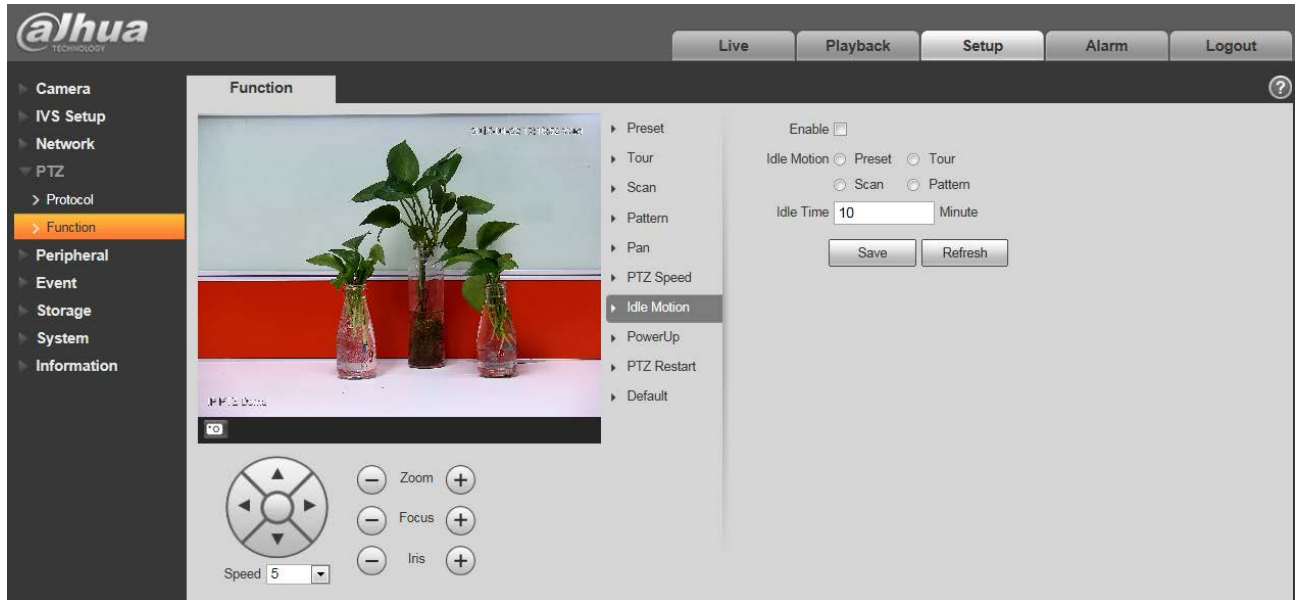 alhua
TECHNOLOGY
Live
Playback
Setup
Alarm
Logout
Camera
IVS Setup
Network
PTZ
Protocol
Function
Peripheral
Event
Storage
System
Information
Function
?
Preset
Tour
Scan
Pattern
Pan
PTZ Speed
Idle Motion
PowerUp
PTZ Restart
Default
Enable
Idle Motion Preset Tour
Scan Pattern
Idle Time 10 Minute
Save Refresh
Zoom
Focus
Iris
Speed 5